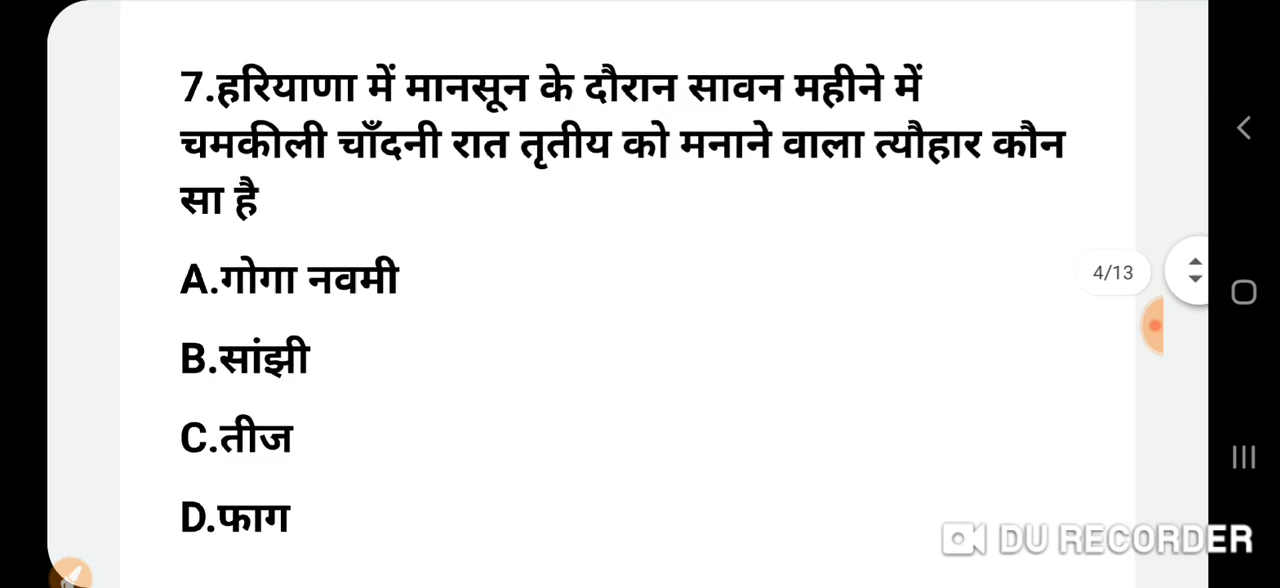 7.हरियाणा में मानसून के दौरान सावन महीने में
चमकीली चाँदनी रात तृतीय को मनाने वाला त्यौहार कौन
सा है
A.गोगा नवमी
4/13
B.सांझी
C.तीज
D.फाग
DU RECORDER